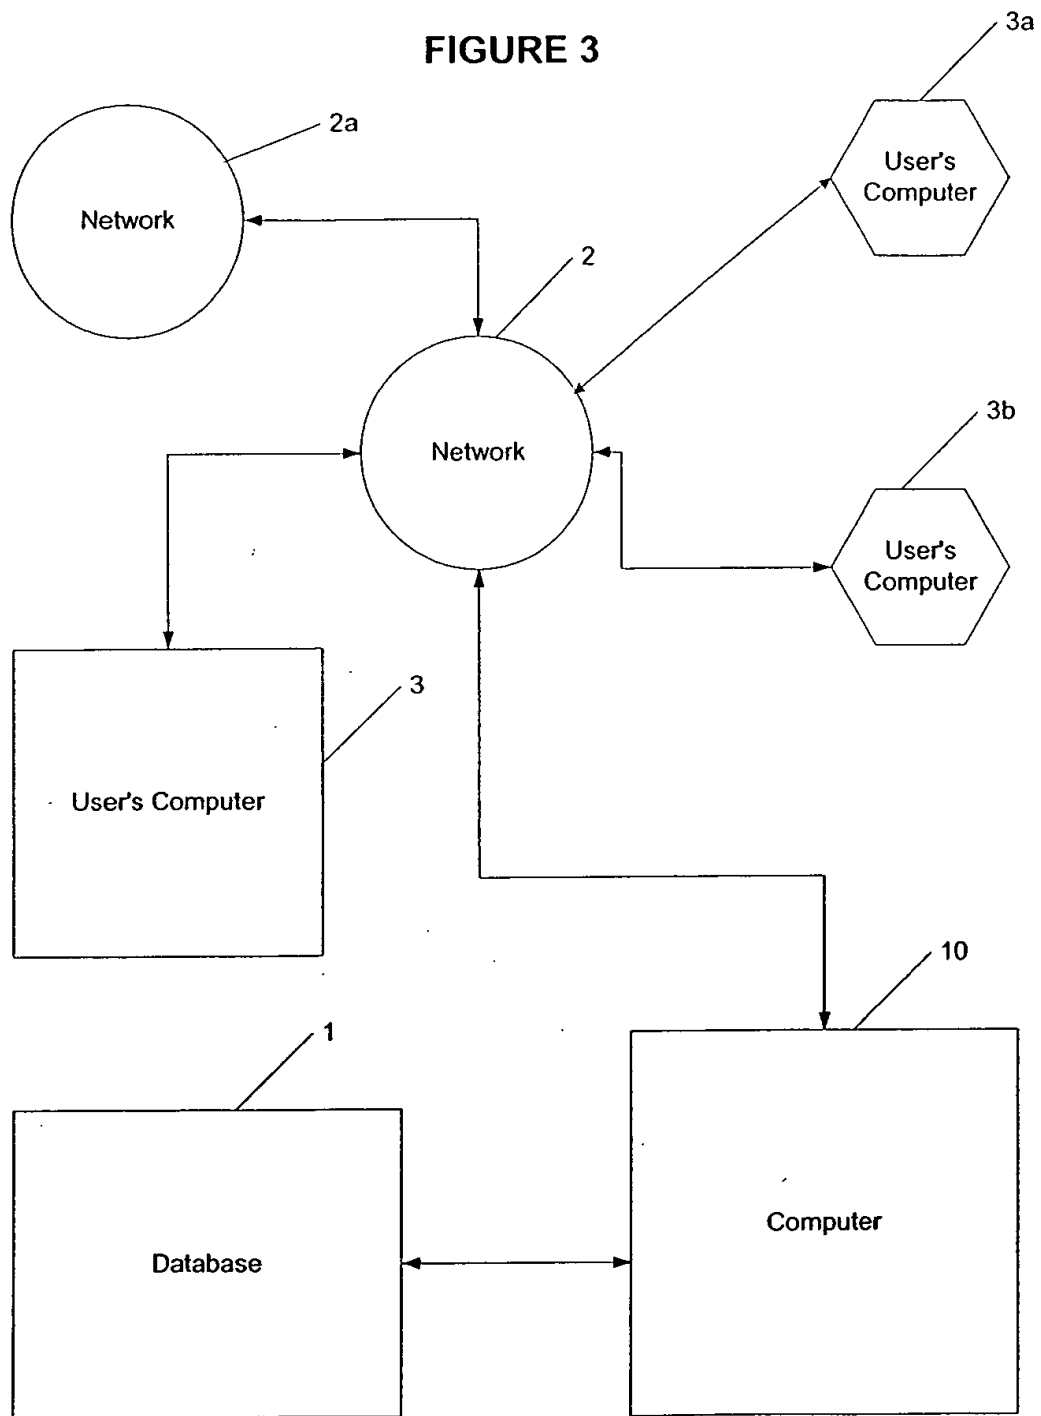 FIGURE 3
3a
2a
User's
Computer
Network
2
3b
Network
User's
Computer
3
User's Computer
10
1
Computer
Database